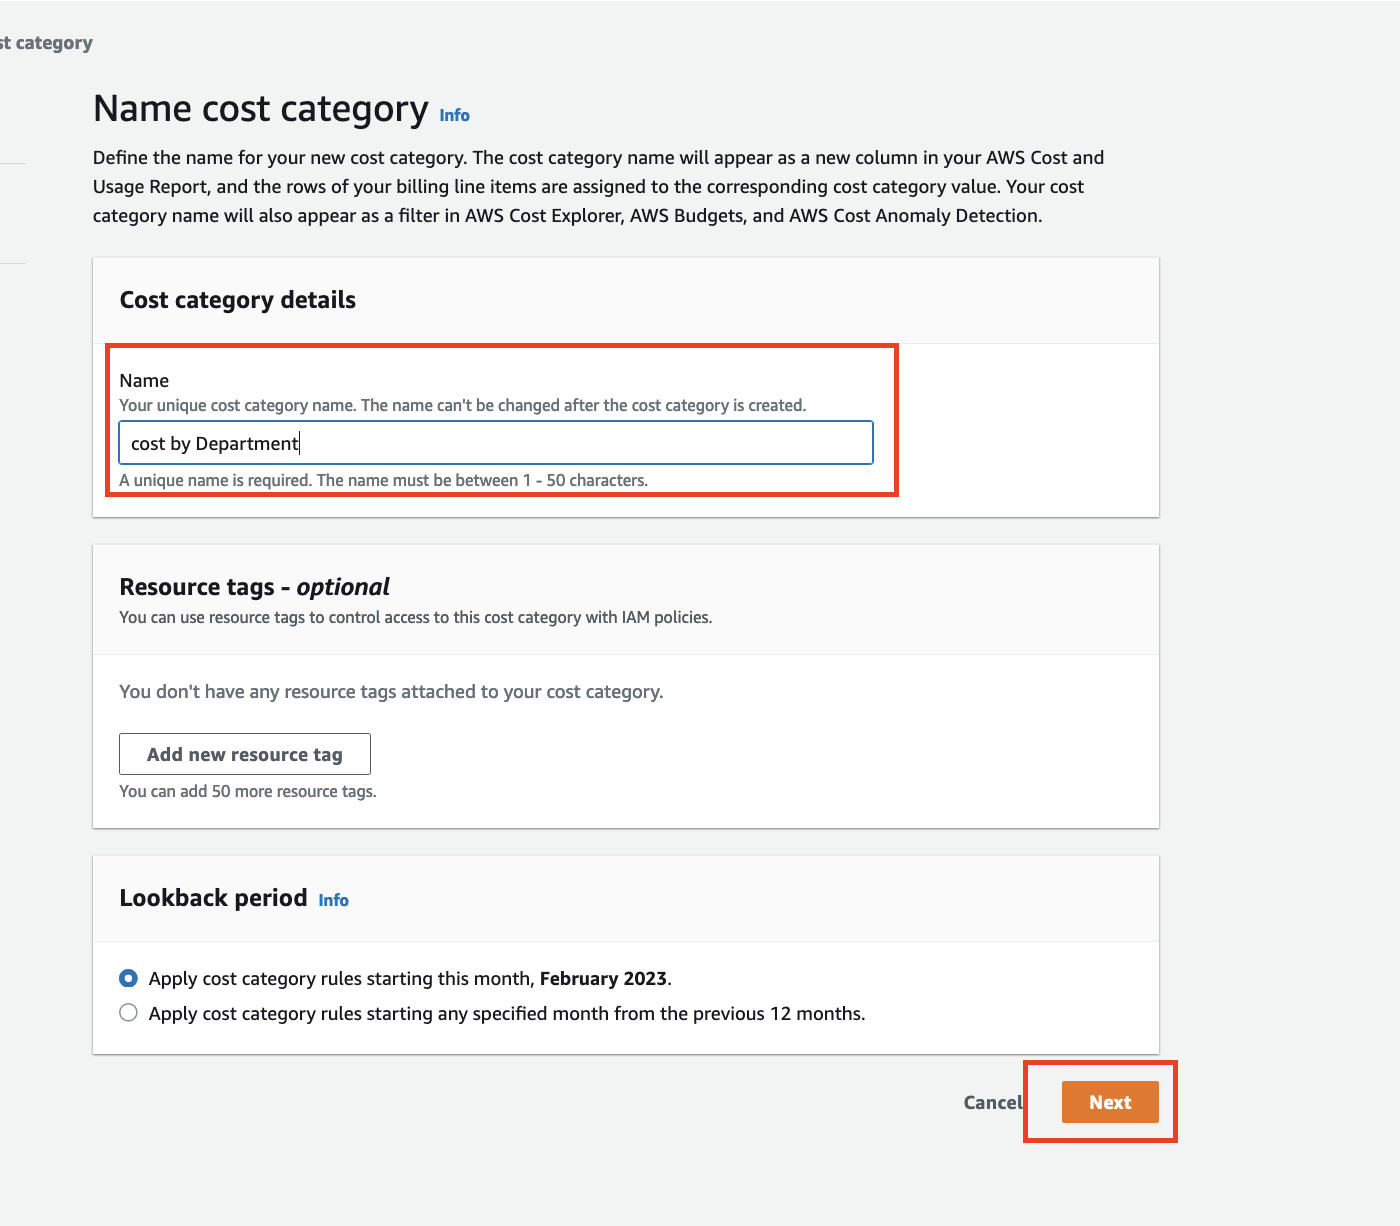 st category
Name cost category Info
Define the name for your new cost category. The cost category name will appear as a new column in your AWS Cost and
Usage Report, and the rows of your billing line items are assigned to the corresponding cost category value. Your cost
category name will also appear as a filter in AWS Cost Explorer, AWS Budgets, and AWS Cost Anomaly Detection.
Cost category details
Name
Your unique cost category name. The name can't be changed after the cost category is created.
cost by Department
A unique name is required. The name must be between 1 - 50 characters.
Resource tags - optional
You can use resource tags to control access to this cost category with IAM policies.
You don't have any resource tags attached to your cost category.
Add new resource tag
You can add 50 more resource tags.
Lookback period Info
Apply cost category rules starting this month, February 2023.
Apply cost category rules starting any specified month from the previous 12 months.
Cancel Next